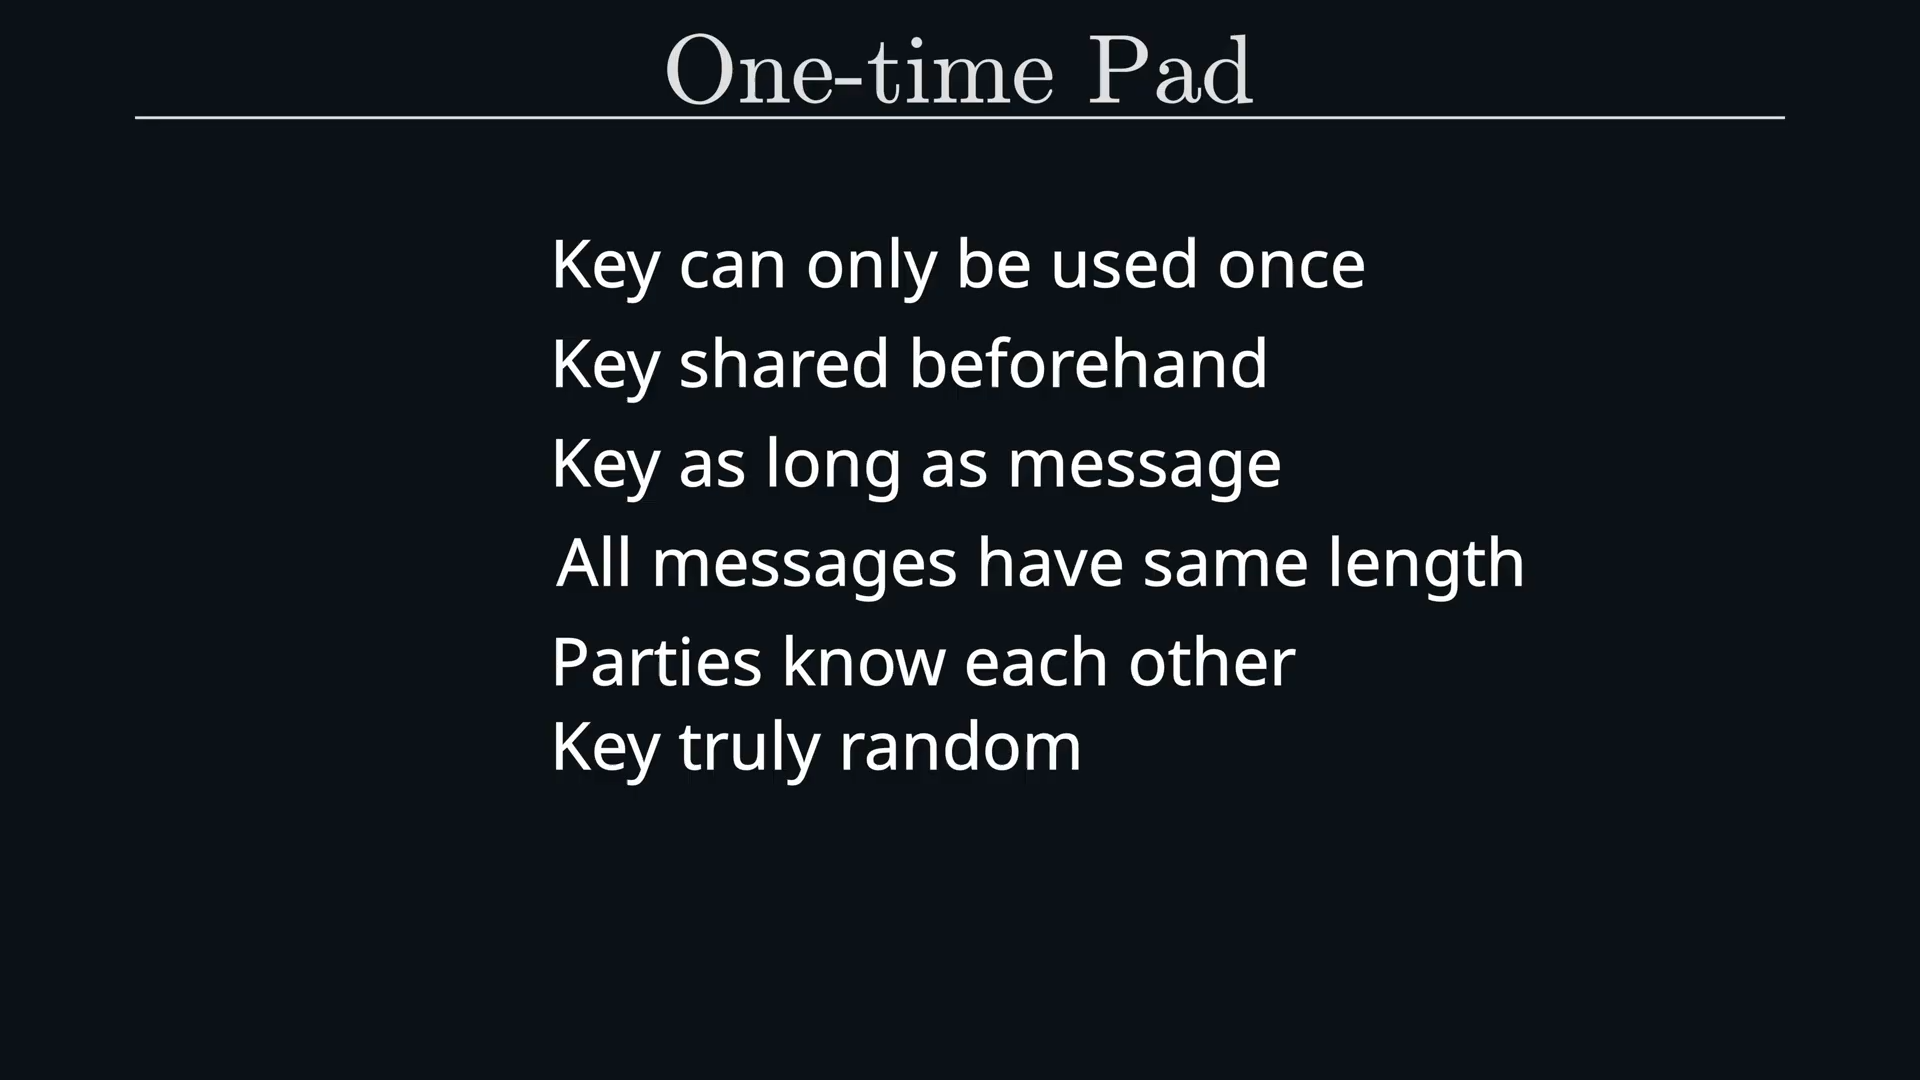 One-time Pad
Key can only be used once
Key shared beforehand
Key as long as message
All messages have same length
Parties know each other
Key truly random